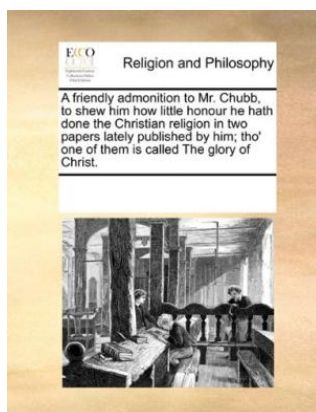 ECCO
Religion and Philosophy
A friendly admonition to Mr. Chubb,
to shew him how little honour he hath
done the Christian religion in two
papers lately published by him; tho'
one of them is called The glory of
Christ.